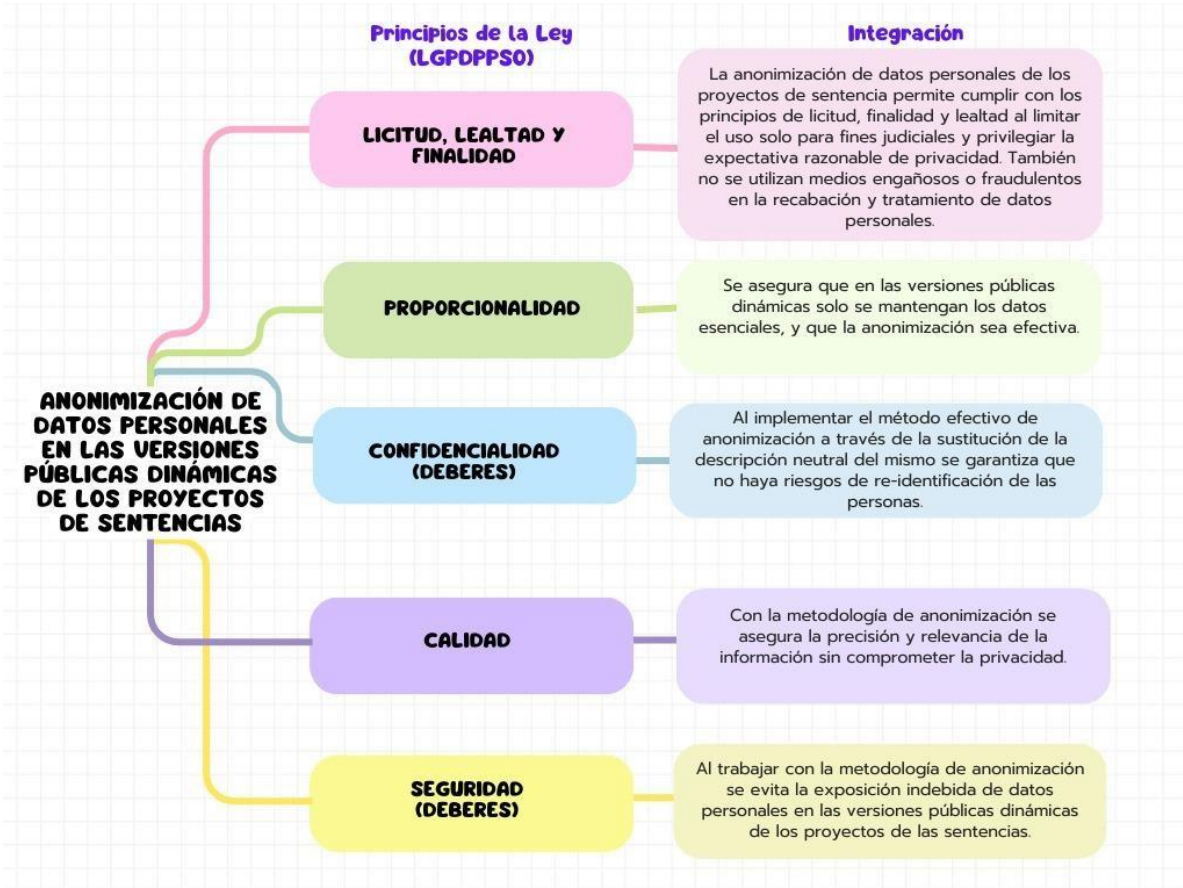 Principios de la Ley
(LGPDPPSO)
Integración
ANONIMIZACIÓN DE
DATOS PERSONALES
EN LAS VERSIONES
PÚBLICAS DINÁMICAS
DE LOS PROYECTOS
DE SENTENCIAS
LICITUD, LEALTAD Y
FINALIDAD
La anonimización de datos personales de los
proyectos de sentencia permite cumplir con los
principios de licitud, finalidad y lealtad al limitar
el uso solo para fines judiciales y privilegiar la
expectativa razonable de privacidad. También
no se utilizan medios engañosos o fraudulentos
en la recabación y tratamiento de datos
personales.
PROPORCIONALIDAD
Se asegura que en las versiones públicas
dinámicas solo se mantengan los datos
esenciales, y que la anonimización sea efectiva.
CONFIDENCIALIDAD
(DEBERES)
Al implementar el método efectivo de
anonimización a través de la sustitución de la
descripción neutral del mismo se garantiza que
no haya riesgos de re-identificación de las
personas.
CALIDAD
Con la metodología de anonimización se
asegura la precisión y relevancia de la
información sin comprometer la privacidad.
SEGURIDAD
(DEBERES)
Al trabajar con la metodología de anonimización
se evita la exposición indebida de datos
personales en las versiones públicas dinámicas
de los proyectos de las sentencias.